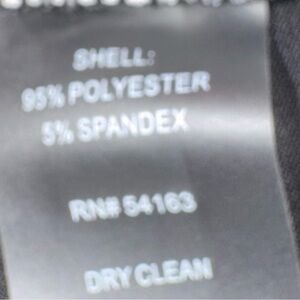 SHELL:
95% POLYESTER
5% SPANDEX
RN# 54163
DRY CLEAN